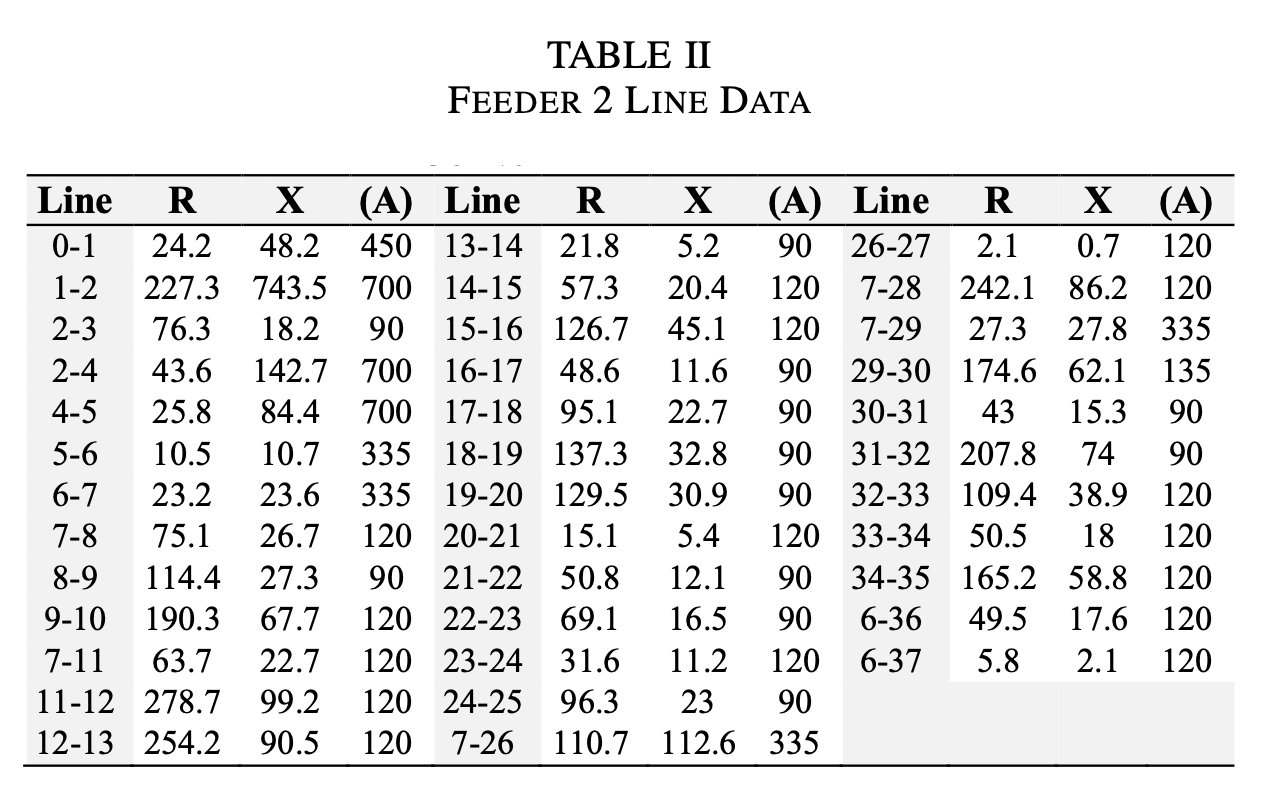 TABLE II
FEEDER 2 LINE DATA
Line R X (A) Line R X (A) Line R X (A)
0-1 24.2 48.2 450 13-14 21.8 5.2 90 26-27 2.1 0.7 120
1-2 227.3 743.5 700 14-15 57.3 20.4 120 7-28 242.1 86.2 120
2-3 76.3 18.2 90 15-16 126.7 45.1 120 7-29 27.3 27.8 335
2-4 43.6 142.7 700 16-17 48.6 11.6 90 29-30 174.6 62.1 135
4-5 25.8 84.4 700 17-18 95.1 22.7 90 30-31 43 15.3 90
5-6 10.5 10.7 335 18-19 137.3 32.8 90 31-32 207.8 74 90
6-7 23.2 23.6 335 19-20 129.5 30.9 90 32-33 109.4 38.9 120
7-8 75.1 26.7 120 20-21 15.1 5.4 120 33-34 50.5 18 120
8-9 114.4 27.3 90 21-22 50.8 12.1 90 34-35 165.2 58.8 120
9-10 190.3 67.7 120 22-23 69.1 16.5 90 6-36 49.5 17.6 120
7-11 63.7 22.7 120 23-24 31.6 11.2 120 6-37 5.8 2.1 120
11-12 278.7 99.2 120 24-25 96.3 23 90
12-13 254.2 90.5 120 7-26 110.7 112.6 335